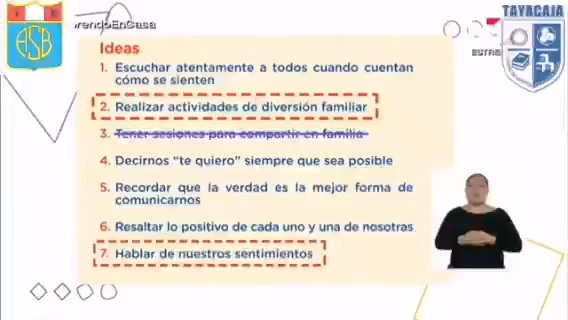 TAYACAJA
ASB
rendoEnCasa
ESTRE
Ideas
1. Escuchar atentamente a todos cuando cuentan
cómo se sienten
2. Realizar actividades de diversión familiar
3. Tener sesiones para compartir en familia
4. Decirnos “te quiero” siempre que sea posible
5. Recordar que la verdad es la mejor forma de
comunicarnos
6. Resaltar lo positivo de cada uno y una de nosotras
7. Hablar de nuestros sentimientos